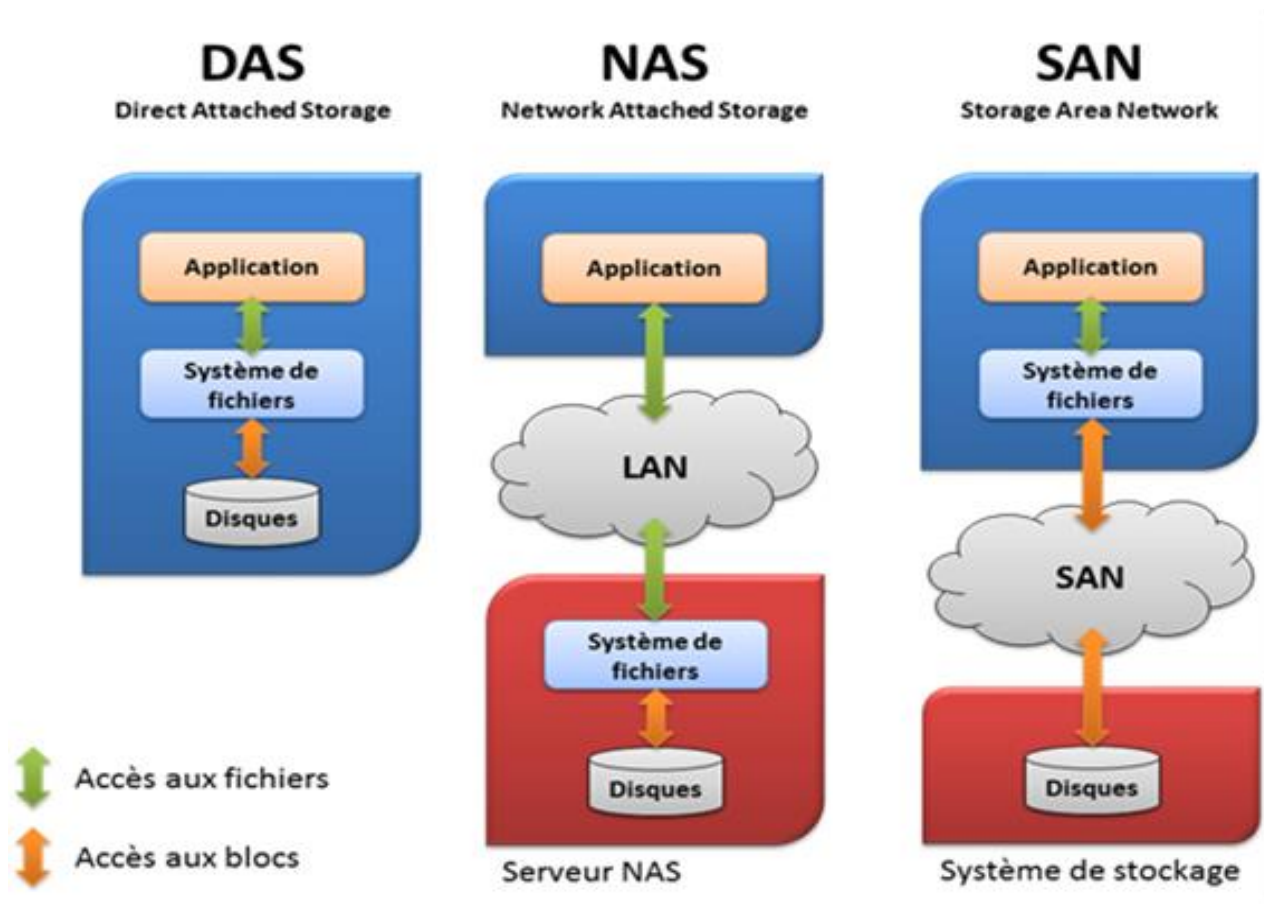 DAS
Direct Attached Storage
Application
Système de
fichiers
Disques
NAS
Network Attached Storage
Application
LAN
Système de
fichiers
Disques
Serveur NAS
SAN
Storage Area Network
Application
Système de
fichiers
SAN
Disques
Système de stockage
Accès aux fichiers
Accès aux blocs